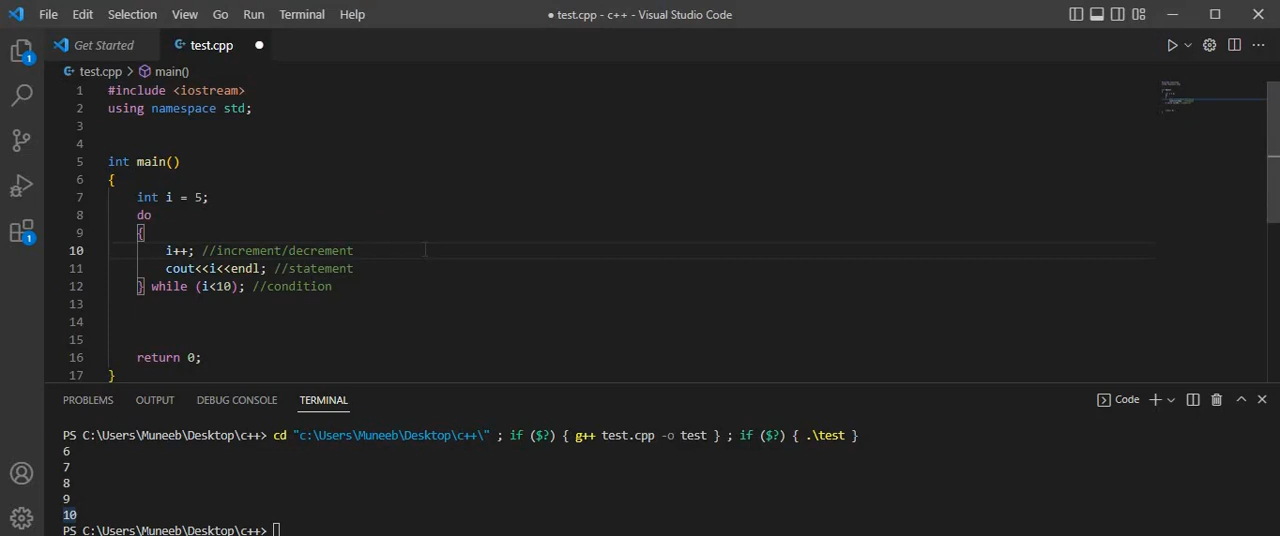 File Edit Selection View Go Run Terminal Help ● test.cpp - c++ - Visual Studio Code
Get Started test.cpp ●
test.cpp > main()
1 #include <iostream>
2 using namespace std;
3
4
5 int main()
6 {
7 int i = 5;
8 do
9 {
10 i++; //increment/decrement
11 cout<<i<<endl; //statement
12 } while (i<10); //condition
13
14
15
16 return 0;
17 }
PROBLEMS OUTPUT DEBUG CONSOLE TERMINAL Code
PS C:\Users\Muneeb\Desktop\c++> cd "c:\Users\Muneeb\Desktop\c++\" ; if ($?) { g++ test.cpp -o test } ; if ($?) { .\test }
6
7
8
9
10
PS C:\Users\Muneeb\Desktop\c++>
1
1